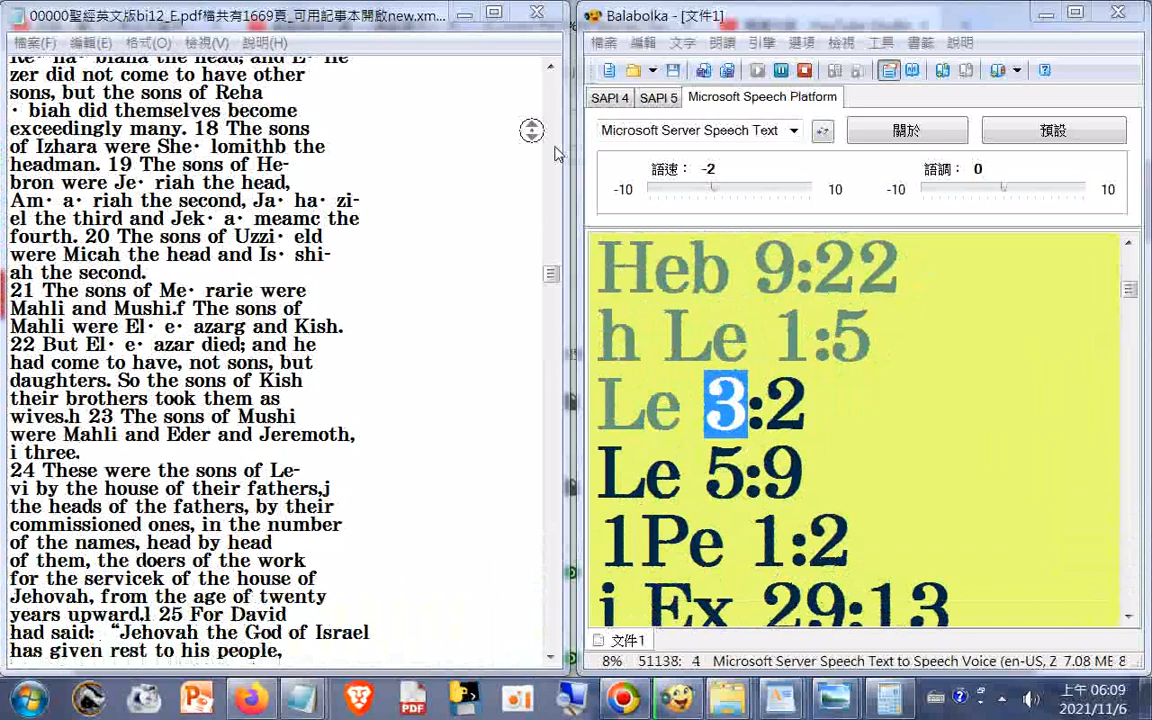 00000聖經英文版bi12_E.pdf檔共有1669頁_可用記事本開啟new.xm...
檔案(F) 編輯(E) 格式(O) 檢視(V) 說明(H)
zer did not come to have other
sons, but the sons of Reha
· biah did themselves become
exceedingly many. 18 The sons
of Izhara were She· lomithb the
headman. 19 The sons of He-
bron were Je· riah the head,
Am· a· riah the second, Ja· ha· zi-
el the third and Jek· a· meamc the
fourth. 20 The sons of Uzzi· eld
were Micah the head and Is· shi-
ah the second.
21 The sons of Me· rarie were
Mahli and Mushi.f The sons of
Mahli were El· e· azarg and Kish.
22 But El· e· azar died; and he
had come to have, not sons, but
daughters. So the sons of Kish
their brothers took them as
wives.h 23 The sons of Mushi
were Mahli and Eder and Jeremoth,
i three.
24 These were the sons of Le-
vi by the house of their fathers,j
the heads of the fathers, by their
commissioned ones, in the number
of the names, head by head
of them, the doers of the work
for the servicek of the house of
Jehovah, from the age of twenty
years upward.l 25 For David
had said: “Jehovah the God of Israel
has given rest to his people,
Balabolka - [文件1]
檔案 編輯 文字 朗讀 引擎 選項 檢視 工具 書籤 說明
SAPI 4 SAPI 5 Microsoft Speech Platform
Microsoft Server Speech Text 關於 預設
語速: -2 語調: 0
-10 10 -10 10
Heb 9:22
h Le 1:5
Le 3:2
Le 5:9
1Pe 1:2
i Ex 29:13
文件1
8% 51138: 4 Microsoft Server Speech Text to Speech Voice (en-US, Z 7.08 MB 8
PDF
上午 06:09
2021/11/6